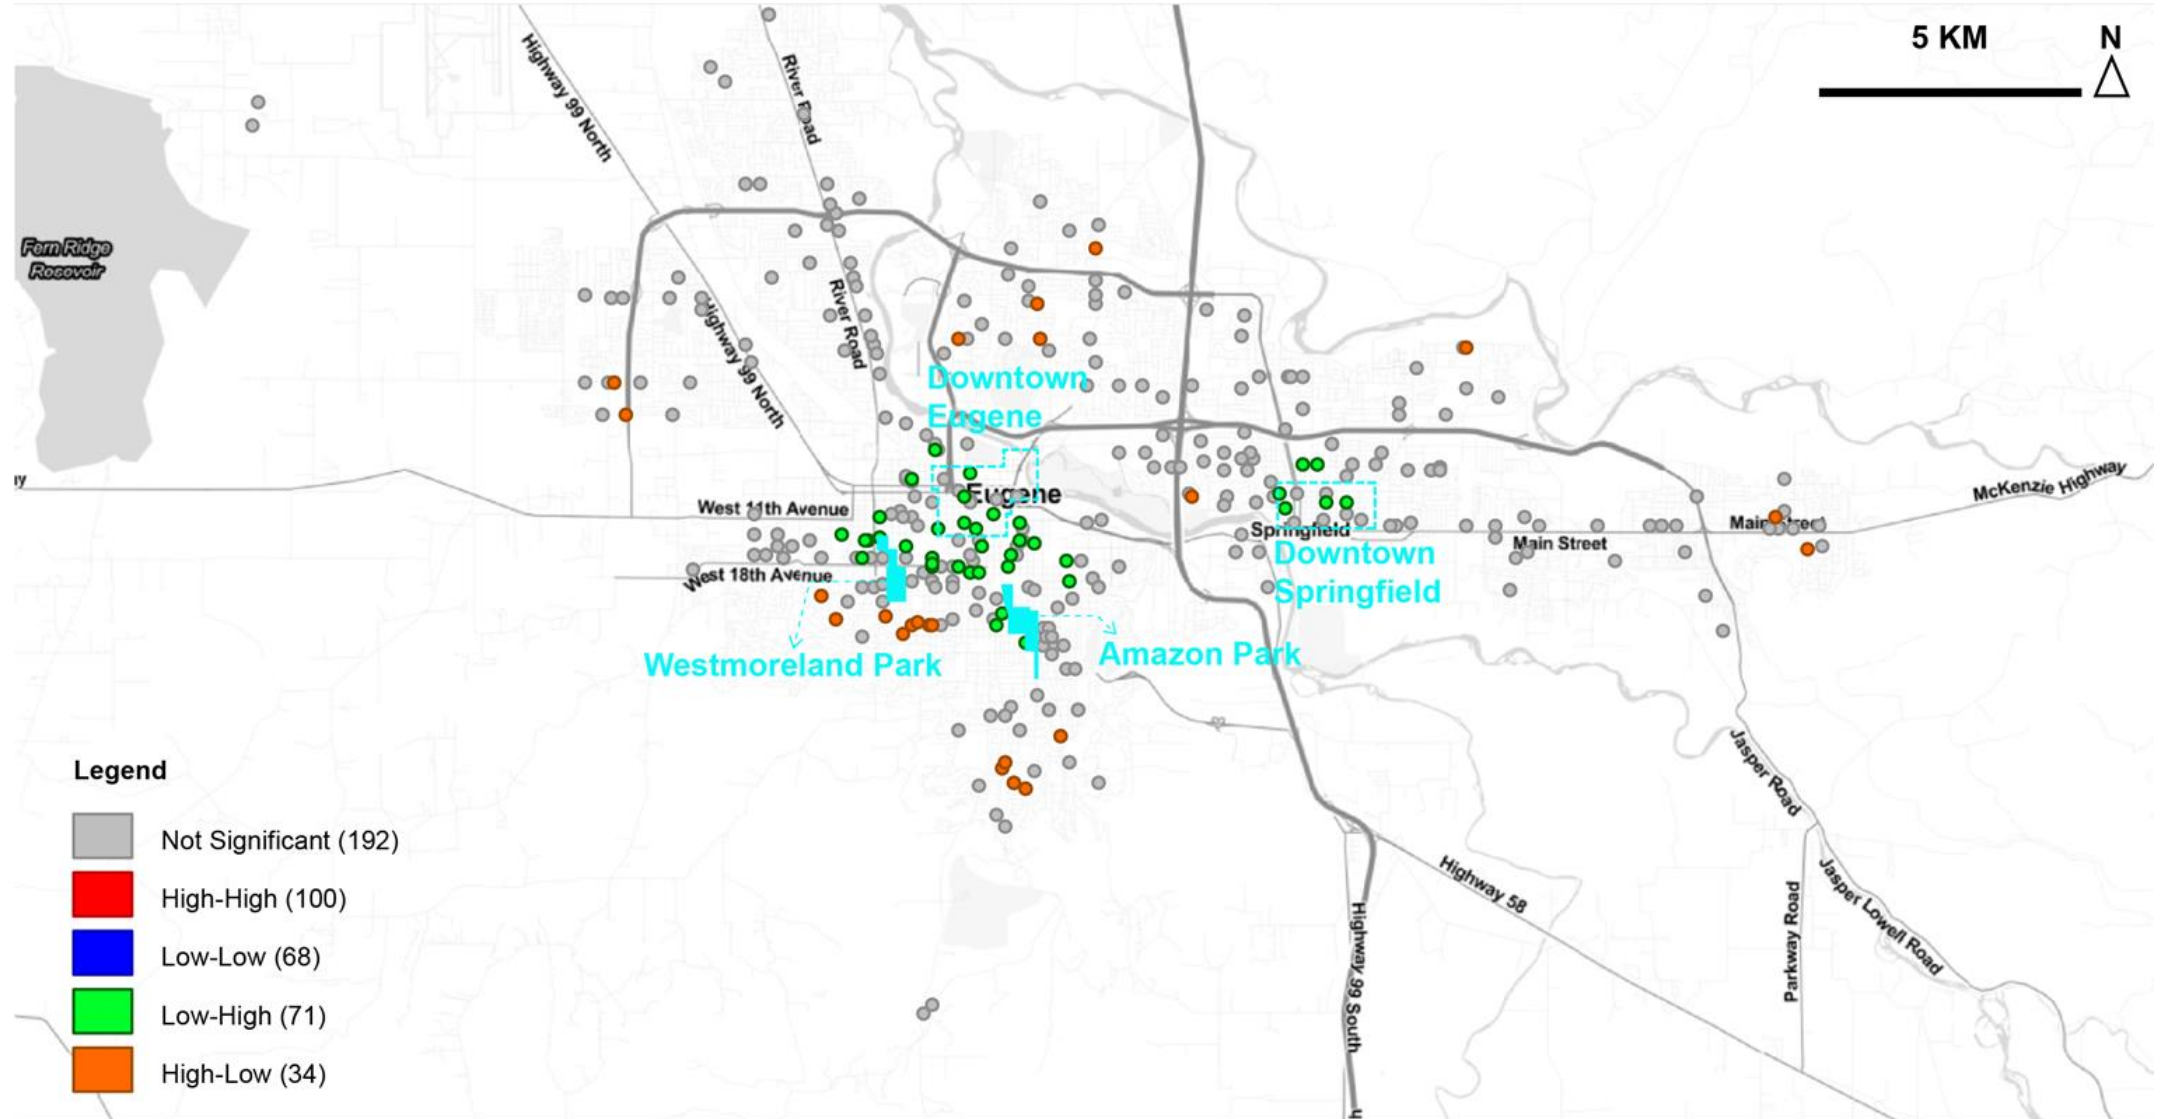 5 KM
N
Highway 99 North
River Road
Fern Ridge
Resovoir
River Road
Highway 99 North
Downtown
Eugene
Eugene
West 11th Avenue
McKenzie Highway
Main Street
Springfield
Main Street
Downtown
Springfield
West 18th Avenue
Westmoreland Park
Amazon Park
Jasper Road
Legend
Not Significant (192)
High-High (100)
Low-Low (68)
Low-High (71)
High-Low (34)
Highway 58
Jasper Lowell Road
Parkway Road
Highway 99 South